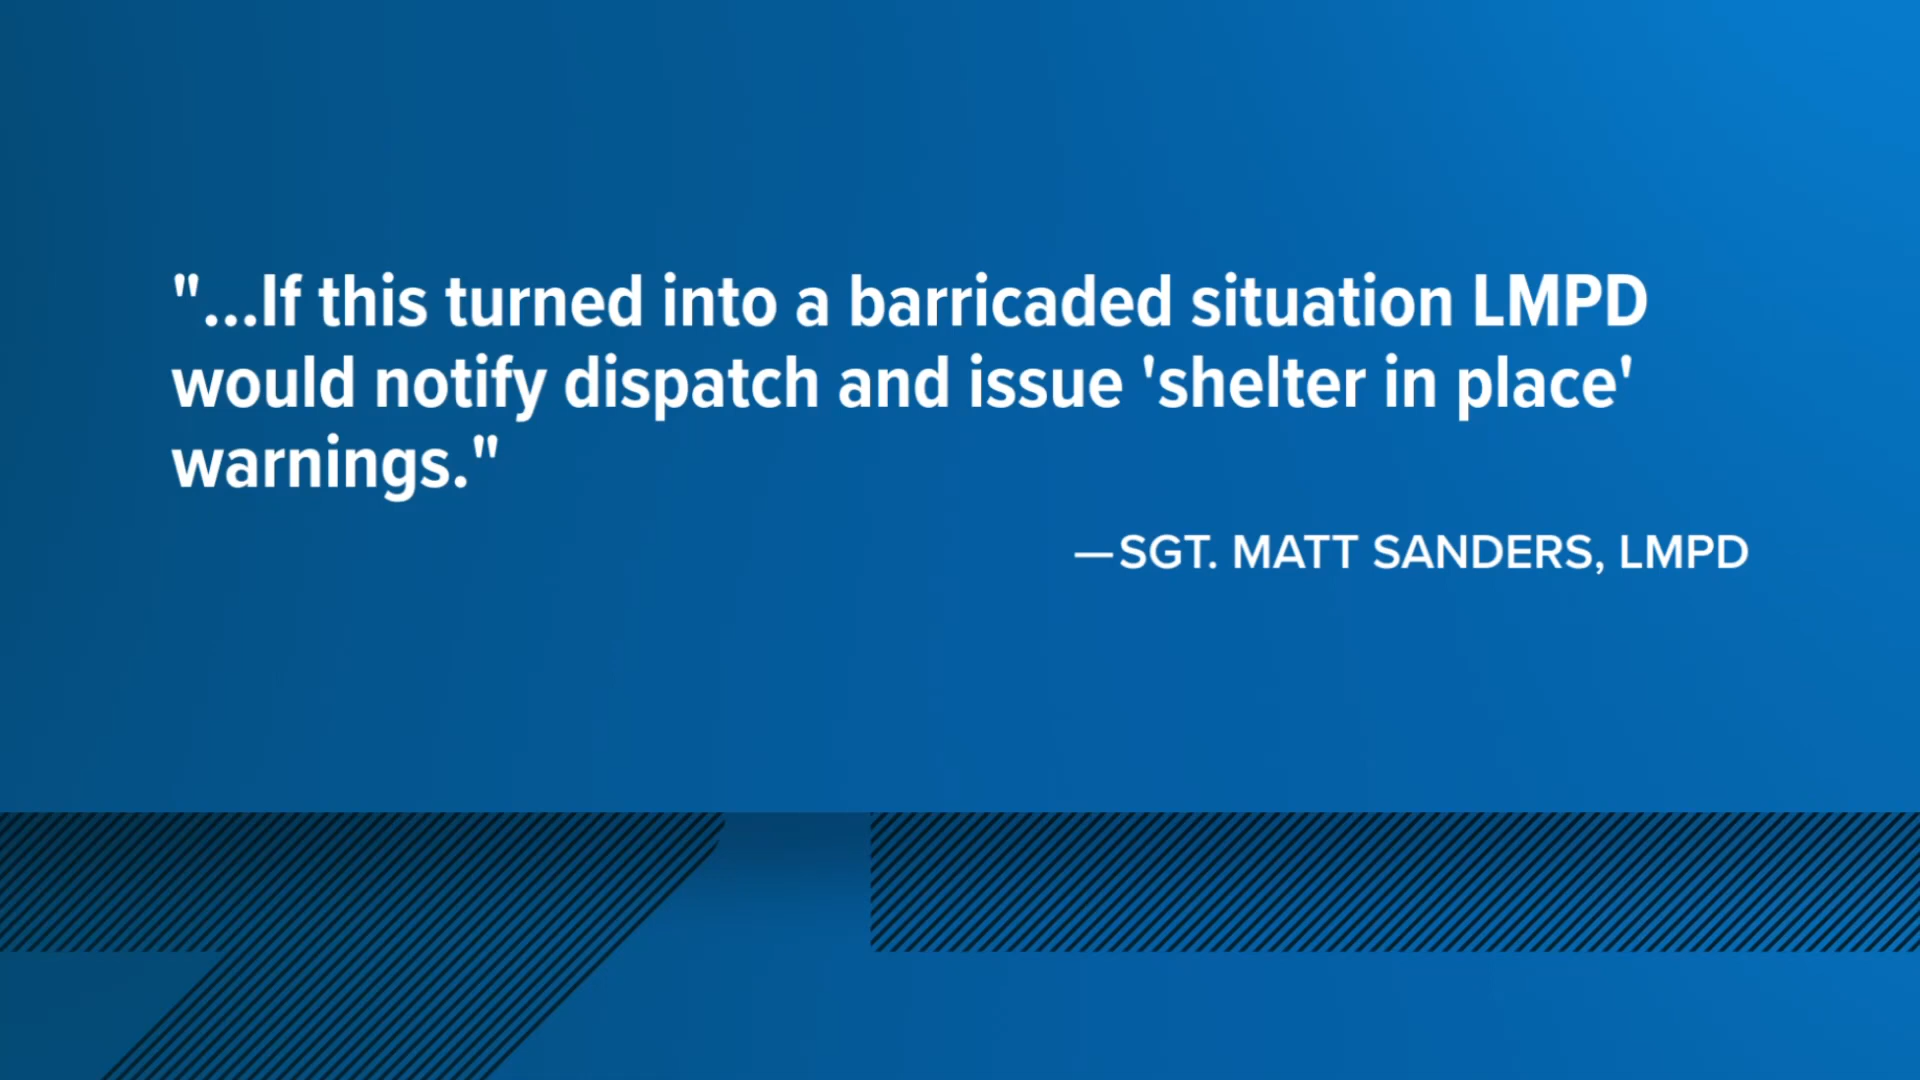 "...If this turned into a barricaded situation LMPD
would notify dispatch and issue 'shelter in place'
warnings."
—SGT. MATT SANDERS, LMPD